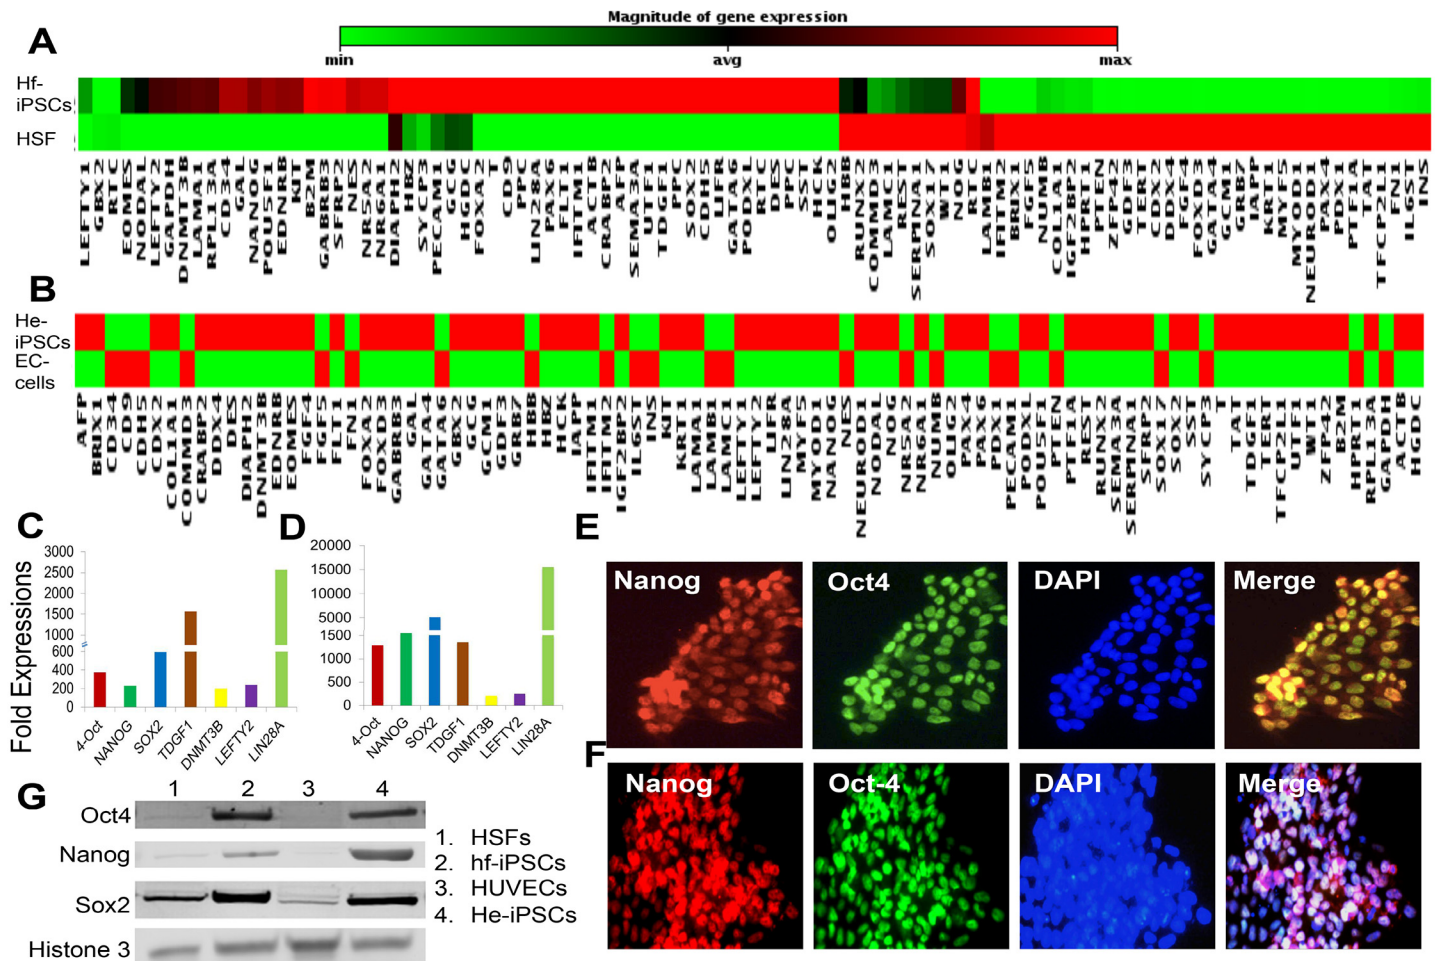 A
Magnitude of gene expression
min
avg
max
Hf-
iPSCs
HSF
LEFTY1
GBX2
RTC
EOMES
NODAL
LEFTY2
GAPDH
DNMT3B
LAMA1
RPL3A
CD34
GAL
NANOG
POU5F1
EDNRB
KIT
B2M
GABRB3
SFRP2
NES
NR5A2
NR6A1
DIAPH2
HBZ
SYCP3
PECAM1
GCG
HGDC
FOXA2
T
CD9
PPC
LIN28A
PAX6
FLT1
IFITM1
ACTB
CRABP2
AFP
SEMA3A
UTF1
TDGF1
PPC
SOX2
CDH5
LIFR
GATA6
PODXL
RTC
DES
PPC
SST
HCK
OLIG2
HBB
RUNX2
COMMD3
LAMC1
REST
SERPINA1
SOX17
WT1
NOG
RTC
LAMB1
IFITM2
BRIX1
FGF5
NUMB
COL1A1
IGF2BP2
HPRT1
PTEN
ZFP42
GDF3
TERT
CDX2
DDX4
FGF4
FOXD3
GATA4
GCM1
GRB7
IAPP
KRT1
MYF5
MYOD1
NEUROD1
PAX4
PDX1
PTF1A
TAT
TFCP2L1
FN1
IL6ST
INS
B
He-
iPSCs
EC-
cells
AFP
BRIX1
CD34
CD9
CDH5
CDX2
COL1A1
COMMD3
CRABP2
DDX4
DES
DIAPH2
DNMT3B
EDNRB
EOMES
FGF4
FGF5
FLT1
FN1
FOXA2
FOXD3
GABRB3
GAL
GATA4
GATA6
GBX2
GCG
GCM1
GDF3
GRB7
HBB
HBZ
HCK
IAPP
IFITM1
IFITM2
IGF2BP2
IL6ST
INS
KIT
KRT1
LAMA1
LAMB1
LAMC1
LEFTY1
LEFTY2
LIFR
LIN28A
MYF5
MYOD1
NANOG
NES
NEUROD1
NODAL
NOG
NR5A2
NR6A1
NUMB
OLIG2
PAX4
PAX6
PDX1
PECAM1
PODXL
POU5F1
PTEN
PTF1A
REST
RUNX2
SEMA3A
SERPINA1
SFRP2
SOX17
SOX2
SST
SYCP3
T
TAT
TDGF1
TERT
TFCP2L1
UTF1
WT1
ZFP42
B2M
HPRT1
RPL13A
GAPDH
ACTB
HGDC
C
Fold Expressions
3000
2500
2000
1500
1000
600
400
200
0
4-Oct
NANOG
SOX2
TDGF1
DNMT3B
LEFTY2
LIN28A
D
20000
15000
10000
5000
1500
1000
500
0
4-Oct
NANOG
SOX2
TDGF1
DNMT3B
LEFTY2
LIN28A
E
Nanog
Oct4
DAPI
Merge
F
Nanog
Oct-4
DAPI
Merge
G
1 2 3 4
Oct4
Nanog
Sox2
Histone 3
1. HSFs
2. hf-iPSCs
3. HUVECs
4. He-iPSCs